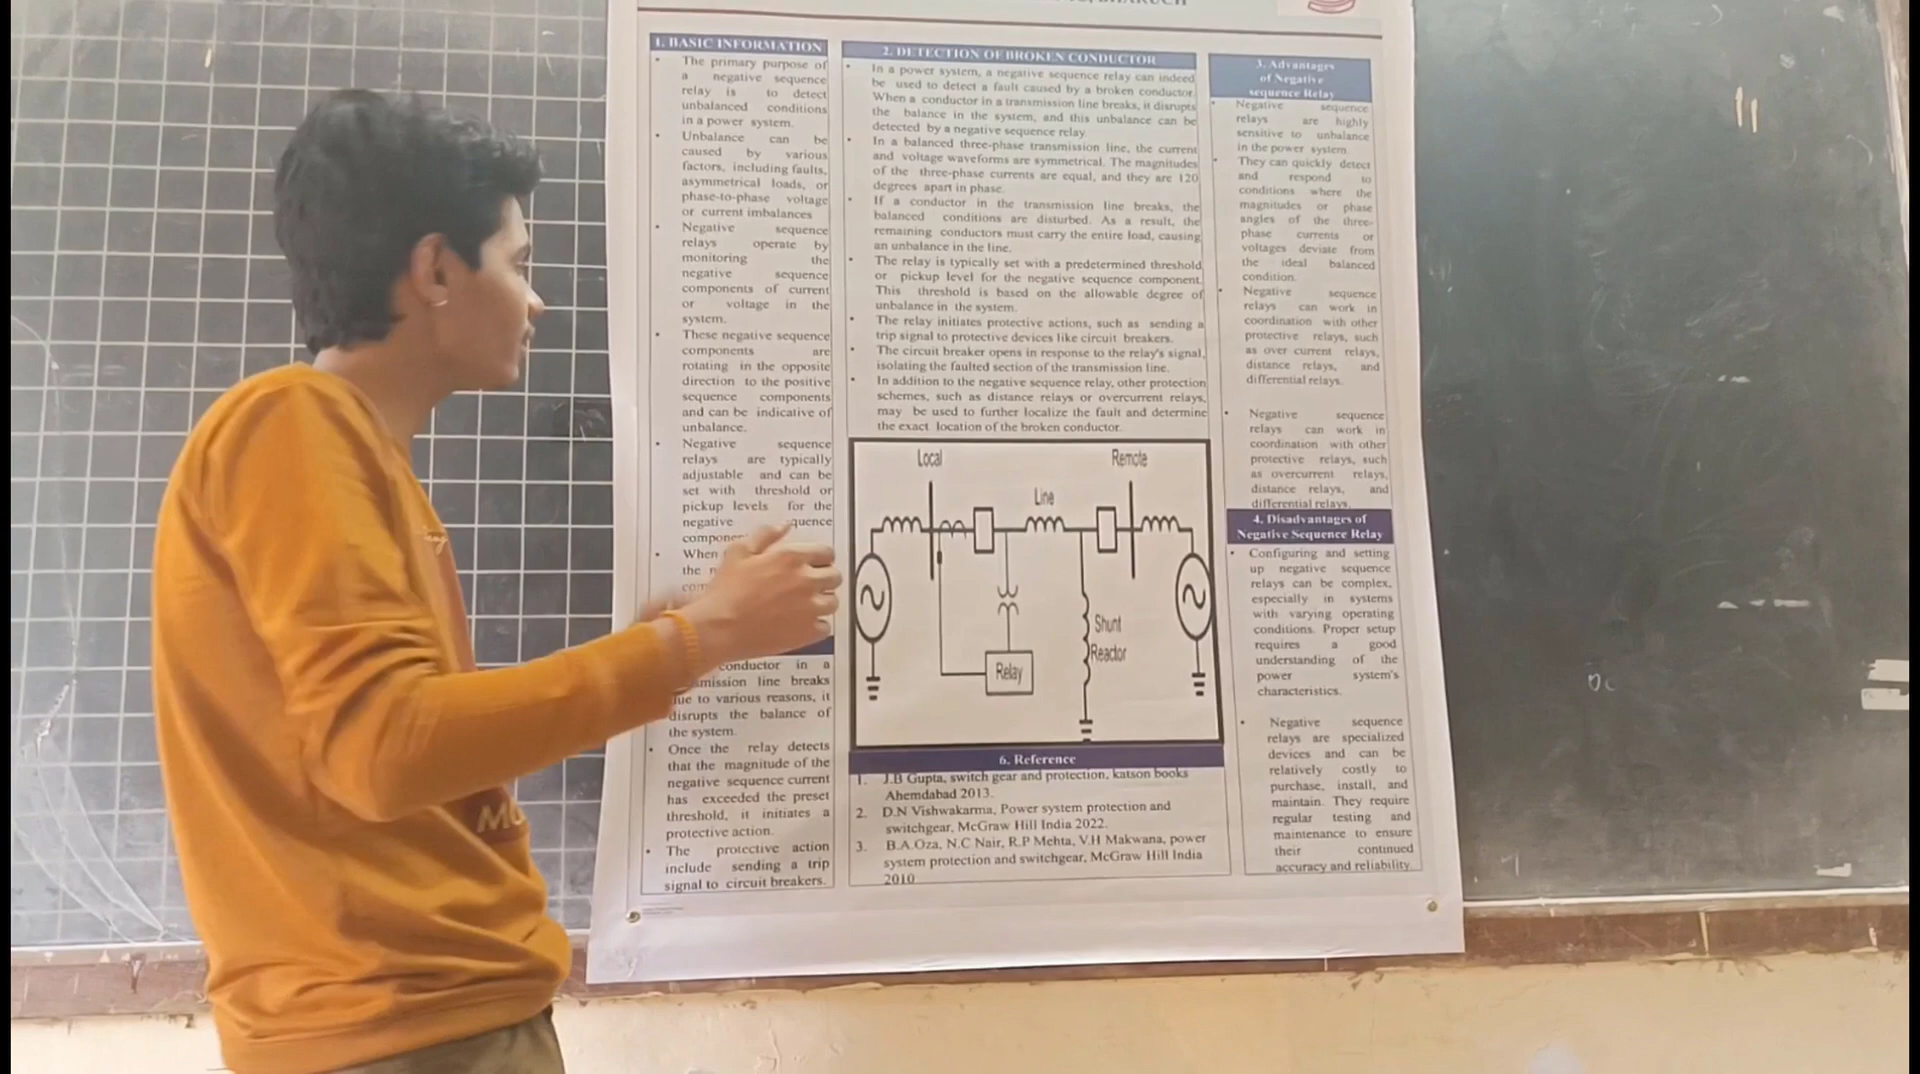 1. BASIC INFORMATION
The primary purpose of
a negative sequence
relay is to detect
unbalanced conditions
in a power system.
Unbalance can be
caused by various
factors, including faults,
asymmetrical loads, or
phase-to-phase voltage
or current imbalances
Negative sequence
relays operate by
monitoring the
negative sequence
components of current
or voltage in the
system.
These negative sequence
components are
rotating in the opposite
direction to the positive
sequence components
and can be indicative of
unbalance.
Negative sequence
relays are typically
adjustable and can be
set with threshold or
pickup levels for the
negative
When
the
conductor in a
mission line breaks
due to various reasons, it
disrupts the balance of
the system.
Once the relay detects
that the magnitude of the
negative sequence current
has exceeded the preset
threshold, it initiates a
protective action.
The protective action
include sending a trip
signal to circuit breakers.
2. DETECTION OF BROKEN CONDUCTOR
In a power system, a negative sequence relay can indeed
be used to detect a fault caused by a broken conductor.
When a conductor in a transmission line breaks, it disrupts
the balance in the system, and this unbalance can be
detected by a negative sequence relay.
In a balanced three-phase transmission line, the current
and voltage waveforms are symmetrical. The magnitudes
of the three-phase currents are equal, and they are 120
degrees apart in phase.
If a conductor in the transmission line breaks, the
balanced conditions are disturbed. As a result, the
remaining conductors must carry the entire load, causing
an unbalance in the line.
The relay is typically set with a predetermined threshold
or pickup level for the negative sequence component.
This threshold is based on the allowable degree of
unbalance in the system.
The relay initiates protective actions, such as sending a
trip signal to protective devices like circuit breakers.
The circuit breaker opens in response to the relay's signal,
isolating the faulted section of the transmission line.
In addition to the negative sequence relay, other protection
schemes, such as distance relays or overcurrent relays,
may be used to further localize the fault and determine
the exact location of the broken conductor.
Local
Remote
Line
Shunt
Reactor
Relay
6. Reference
1. J.B Gupta, switch gear and protection, katson books
Ahemdabad 2013.
2. D.N Vishwakarma, Power system protection and
switchgear, McGraw Hill India 2022.
3. B.A.Oza, N.C Nair, R.P Mehta, V.H Makwana, power
system protection and switchgear, McGraw Hill India
2010
3. Advantages
of Negative
sequence Relay
Negative sequence
relays are highly
sensitive to unbalance
in the power system.
They can quickly detect
and respond to
conditions where the
magnitudes or phase
angles of the three-
phase currents or
voltages deviate from
the ideal balanced
condition.
Negative sequence
relays can work in
coordination with other
protective relays, such
as over current relays,
distance relays, and
differential relays.
Negative sequence
relays can work in
coordination with other
protective relays, such
as overcurrent relays,
distance relays, and
differential relays.
4. Disadvantages of
Negative Sequence Relay
Configuring and setting
up negative sequence
relays can be complex,
especially in systems
with varying operating
conditions. Proper setup
requires a good
understanding of the
power system's
characteristics.
Negative sequence
relays are specialized
devices and can be
relatively costly to
purchase, install, and
maintain. They require
regular testing and
maintenance to ensure
their continued
accuracy and reliability.